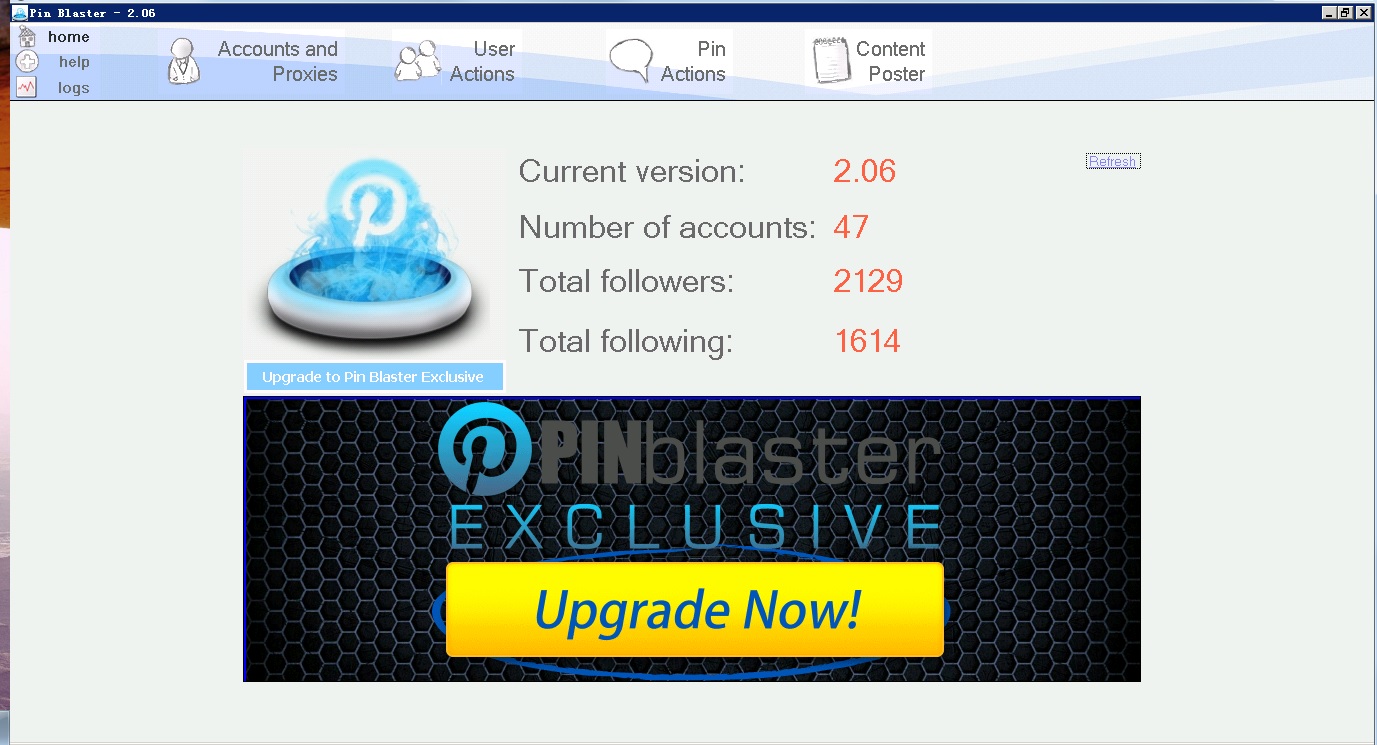 Pin Blaster - 2.06
home
help
logs
Accounts and
Proxies
User
Actions
Pin
Actions
Content
Poster
Current version: 2.06
Refresh
Number of accounts: 47
Total followers: 2129
Total following: 1614
Upgrade to Pin Blaster Exclusive
PINblaster
EXCLUSIVE
Upgrade Now!